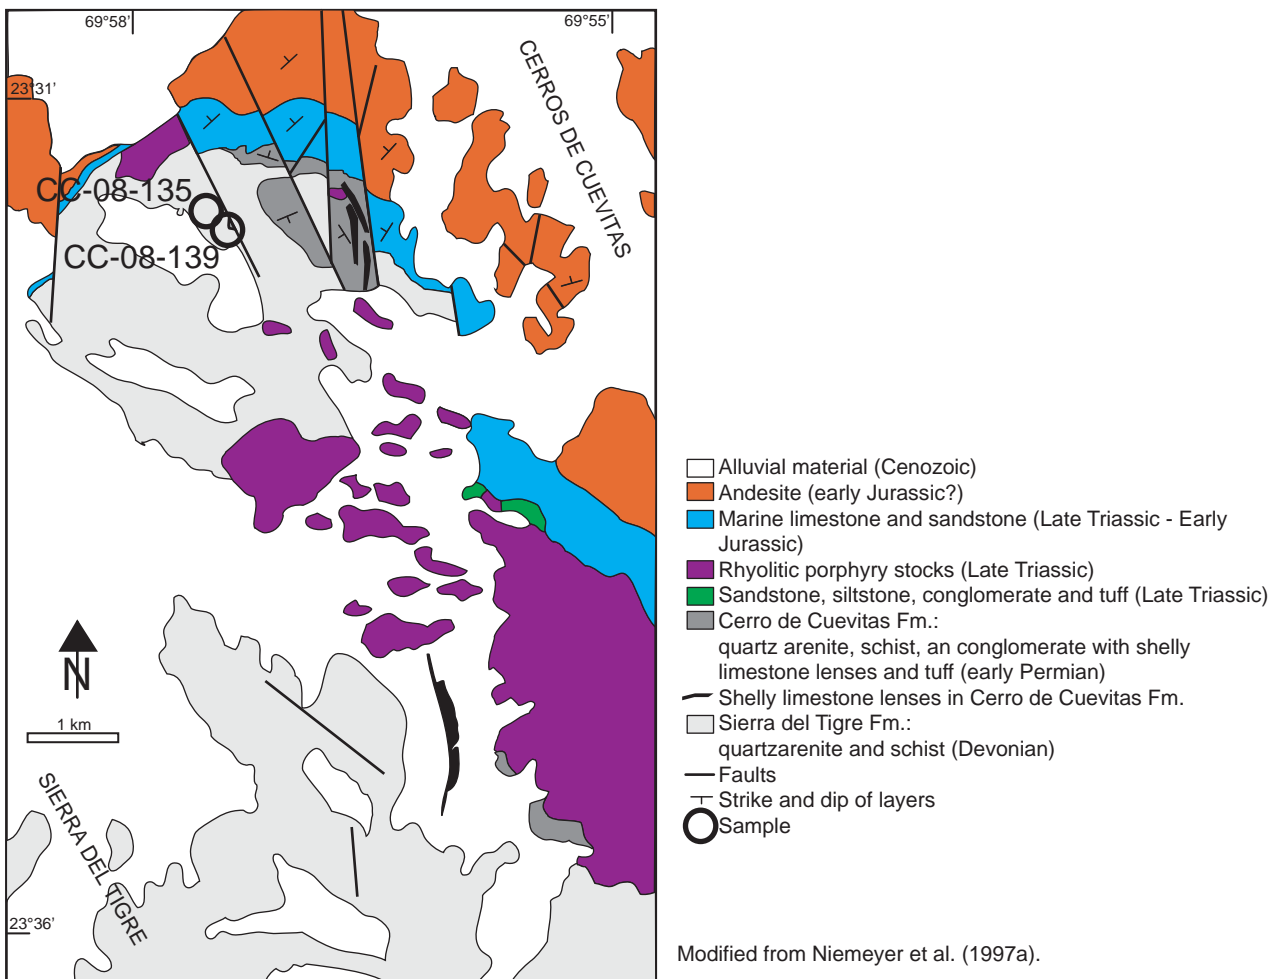 69°58’
69°55’
23°31’
CERROS DE CUEVITAS
CC-08-135
CC-08-139
Alluvial material (Cenozoic)
Andesite (early Jurassic?)
Marine limestone and sandstone (Late Triassic - Early
Jurassic)
Rhyolitic porphyry stocks (Late Triassic)
Sandstone, siltstone, conglomerate and tuff (Late Triassic)
Cerro de Cuevitas Fm.:
quartz arenite, schist, an conglomerate with shelly
limestone lenses and tuff (early Permian)
Shelly limestone lenses in Cerro de Cuevitas Fm.
Sierra del Tigre Fm.:
quartzarenite and schist (Devonian)
Faults
Strike and dip of layers
Sample
N
1 km
SIERRA DEL TIGRE
23°36’
Modified from Niemeyer et al. (1997a).